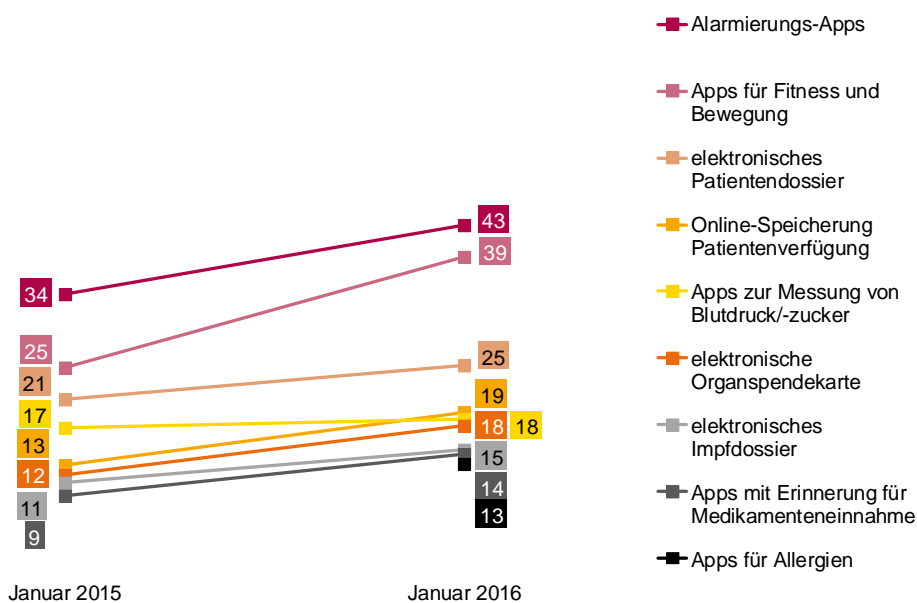 Alarmierungs-Apps
Apps für Fitness und
Bewegung
elektronisches
Patientendossier
Online-Speicherung
Patientenverfügung
Apps zur Messung von
Blutdruck/-zucker
elektronische
Organspendekarte
elektronisches
Impfdossier
Apps mit Erinnerung für
Medikamenteneinnahme
Apps für Allergien
34
25
21
17
13
12
11
9
43
39
25
19
18 18
15
14
13
Januar 2015 Januar 2016